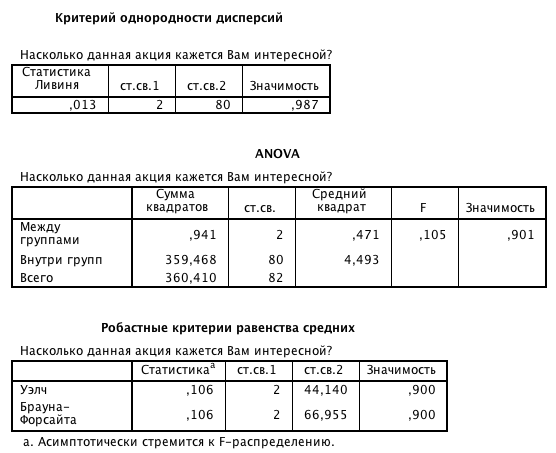 Критерий однородности дисперсий
Насколько данная акция кажется Вам интересной?
Статистика Ливиня ст.св.1 ст.св.2 Значимость
,013 2 80 ,987
ANOVA
Насколько данная акция кажется Вам интересной?
Сумма квадратов ст.св. Средний квадрат F Значимость
Между группами ,941 2 ,471 ,105 ,901
Внутри групп 359,468 80 4,493
Всего 360,410 82
Робастные критерии равенства средних
Насколько данная акция кажется Вам интересной?
Статистикаa ст.св.1 ст.св.2 Значимость
Уэлч ,106 2 44,140 ,900
Брауна-Форсайта ,106 2 66,955 ,900
a. Асимптотически стремится к F-распределению.